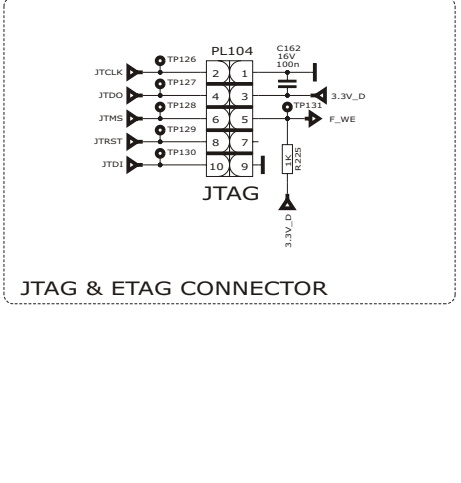 PL104
C162
16V
100n
TP126
JTCLK
2 1
TP127
JTDO
4 3
3.3V_D
TP128
TP131
JTMS
6 5
F_WE
TP129
JTRST
8 7
TP130
JTDI
10 9
1K
R225
JTAG
3.3V_D
JTAG & ETAG CONNECTOR